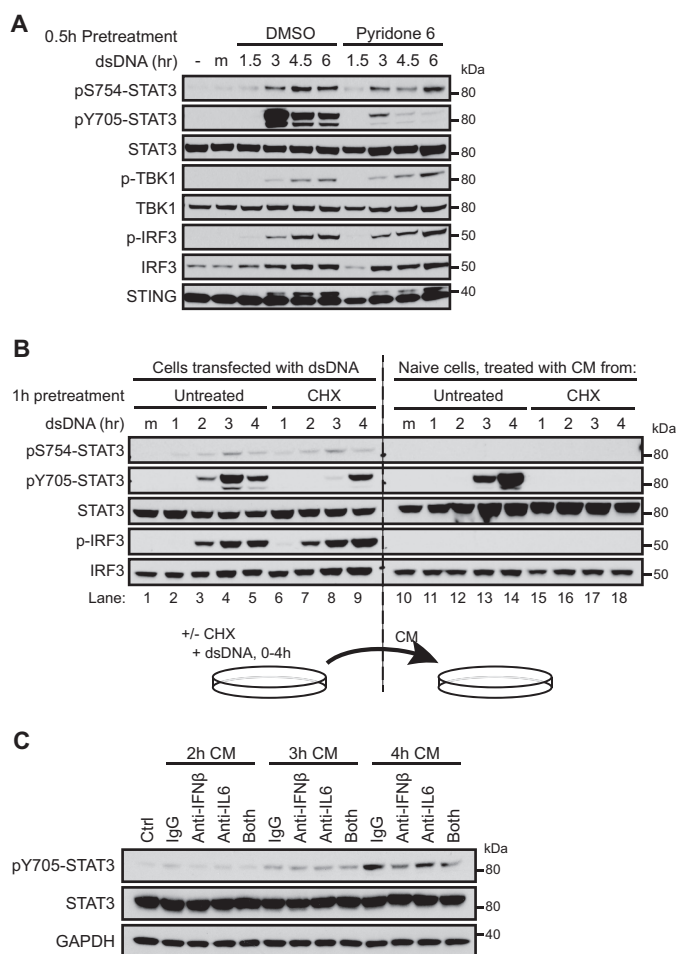 A
0.5h Pretreatment DMSO Pyridone 6
dsDNA (hr) - m 1.5 3 4.5 6 1.5 3 4.5 6 kDa
pS754-STAT3 80
pY705-STAT3 80
STAT3 80
p-TBK1 80
TBK1 80
p-IRF3 50
IRF3 50
STING 40
B
Cells transfected with dsDNA Naive cells, treated with CM from:
1h pretreatment Untreated CHX Untreated CHX
dsDNA (hr) m 1 2 3 4 1 2 3 4 m 1 2 3 4 1 2 3 4 kDa
pS754-STAT3 80
pY705-STAT3 80
STAT3 80
p-IRF3 50
IRF3 50
Lane: 1 2 3 4 5 6 7 8 9 10 11 12 13 14 15 16 17 18
+/- CHX CM
+ dsDNA, 0-4h
C
2h CM 3h CM 4h CM
Ctrl IgG Anti-IFNβ Anti-IL6 Both IgG Anti-IFNβ Anti-IL6 Both IgG Anti-IFNβ Anti-IL6 Both kDa
pY705-STAT3 80
STAT3 80
GAPDH 40